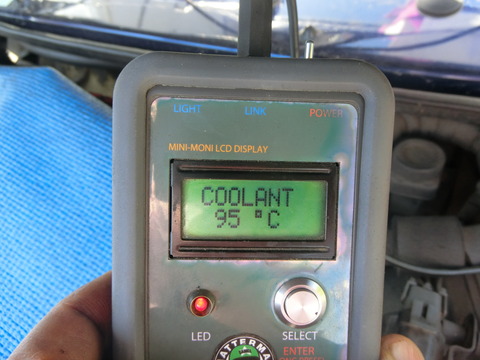 LIGHT LINK POWER
MINI-MONI LCD DISPLAY
COOLANT
95 °C
LED SELECT
ENTER